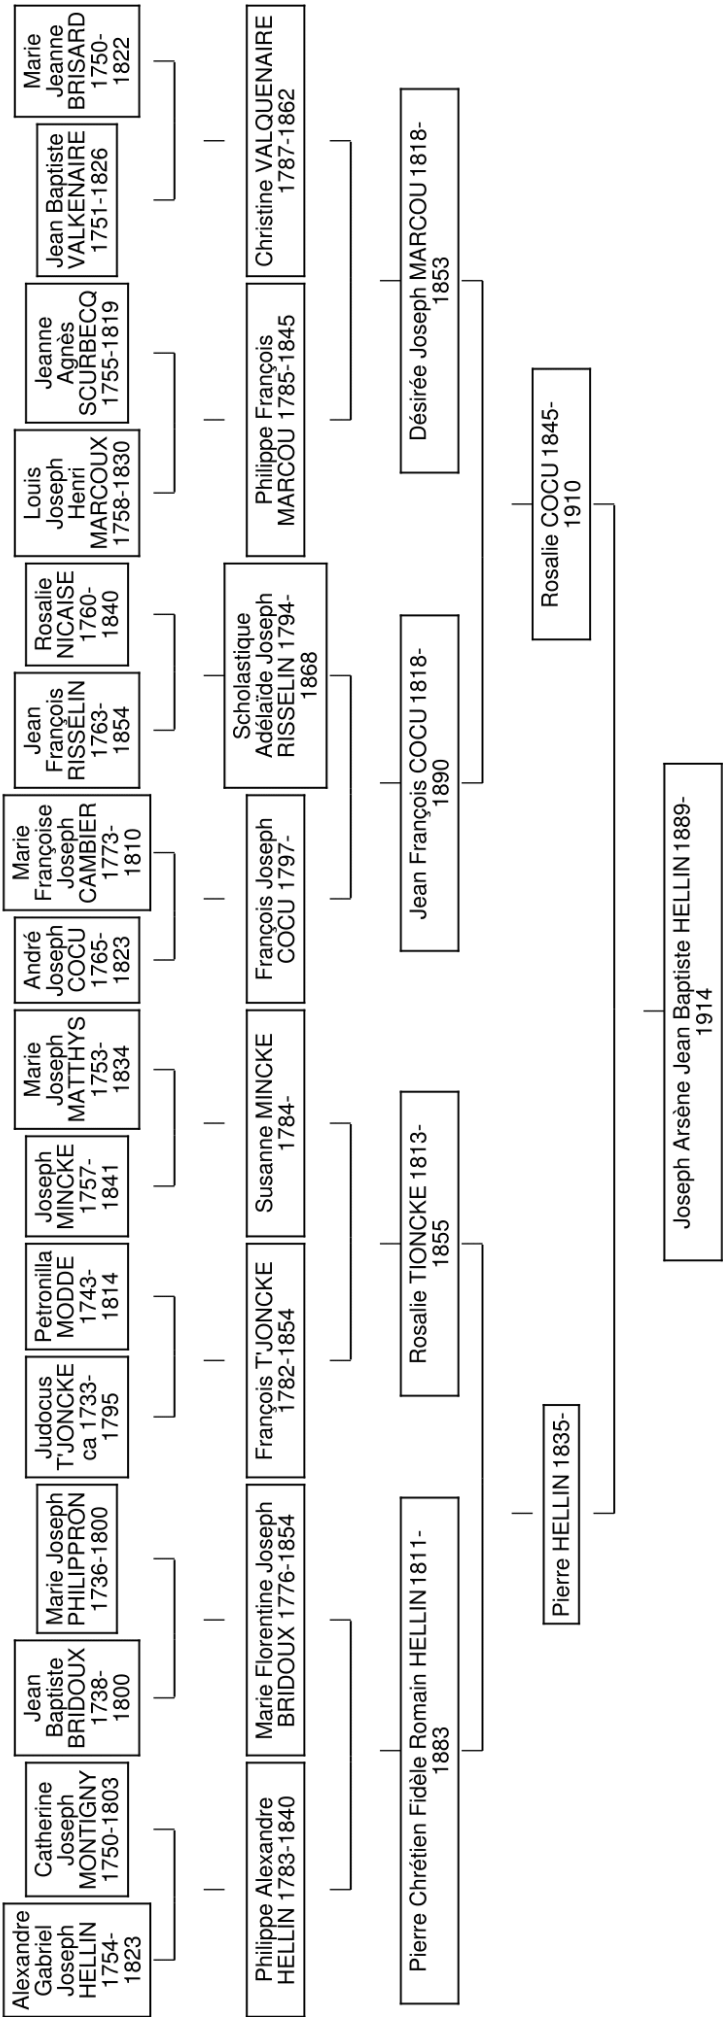 Alexandre
Gabriel
Joseph
HELLIN
1754-
1823
Catherine
Joseph
MONTIGNY
1750-1803
Jean
Baptiste
BRIDOUX
1738-
1800
Marie Joseph
PHILIPPRON
1736-1800
Judocus
T'JONCKE
ca 1733-
1795
Petronilla
MODDE
1743-
1814
Joseph
MINCKE
1757-
1841
Marie
Joseph
MATTHYS
1753-
1834
André
Joseph
COCU
1765-
1823
Marie
Françoise
Joseph
CAMBIER
1773-
1810
Jean
François
RISSELIN
1763-
1854
Rosalie
NICAISE
1760-
1840
Louis
Joseph
Henri
MARCOUX
1758-1830
Jeanne
Agnès
SCURBECQ
1755-1819
Jean Baptiste
VALKENAIRE
1751-1826
Marie
Jeanne
BRISARD
1750-
1822
Philippe Alexandre
HELLIN 1783-1840
Marie Florentine Joseph
BRIDOUX 1776-1854
François T'JONCKE
1782-1854
Susanne MINCKE
1784-
François Joseph
COCU 1797-
Scholastique
Adélaïde Joseph
RISSELIN 1794-
1868
Philippe François
MARCOU 1785-1845
Christine VALQUENAIRE
1787-1862
Pierre Chrétien Fidèle Romain HELLIN 1811-
1883
Rosalie TIONCKE 1813-
1855
Jean François COCU 1818-
1890
Désirée Joseph MARCOU 1818-
1853
Pierre HELLIN 1835-
Rosalie COCU 1845-
1910
Joseph Arsène Jean Baptiste HELLIN 1889-
1914